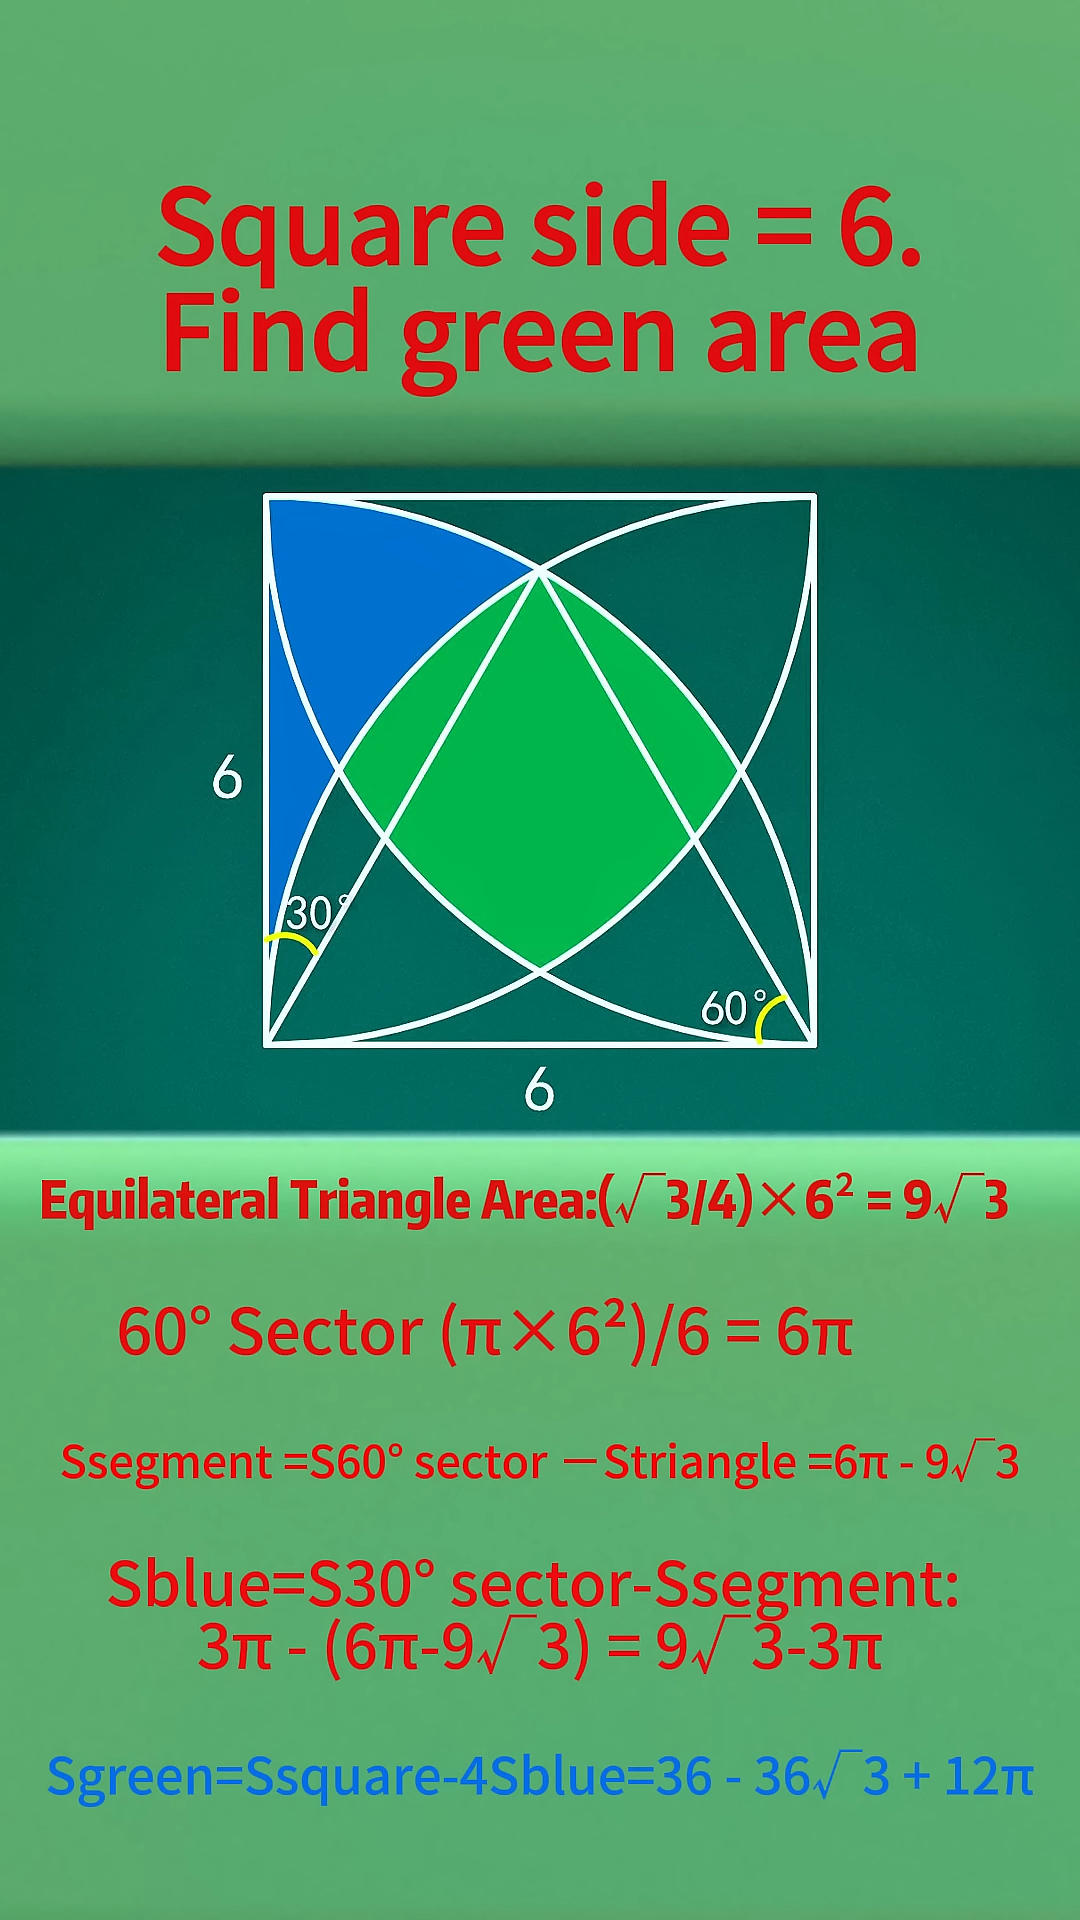 Square side = 6.
Find green area
6
30°
60°
6
Equilateral Triangle Area:(√‾3/4)×6² = 9√‾3
60° Sector (π×6²)/6 = 6π
Ssegment =S60° sector －Striangle =6π - 9√‾3
Sblue=S30° sector-Ssegment:
3π - (6π-9√‾3) = 9√‾3-3π
Sgreen=Ssquare-4Sblue=36 - 36√‾3 + 12π